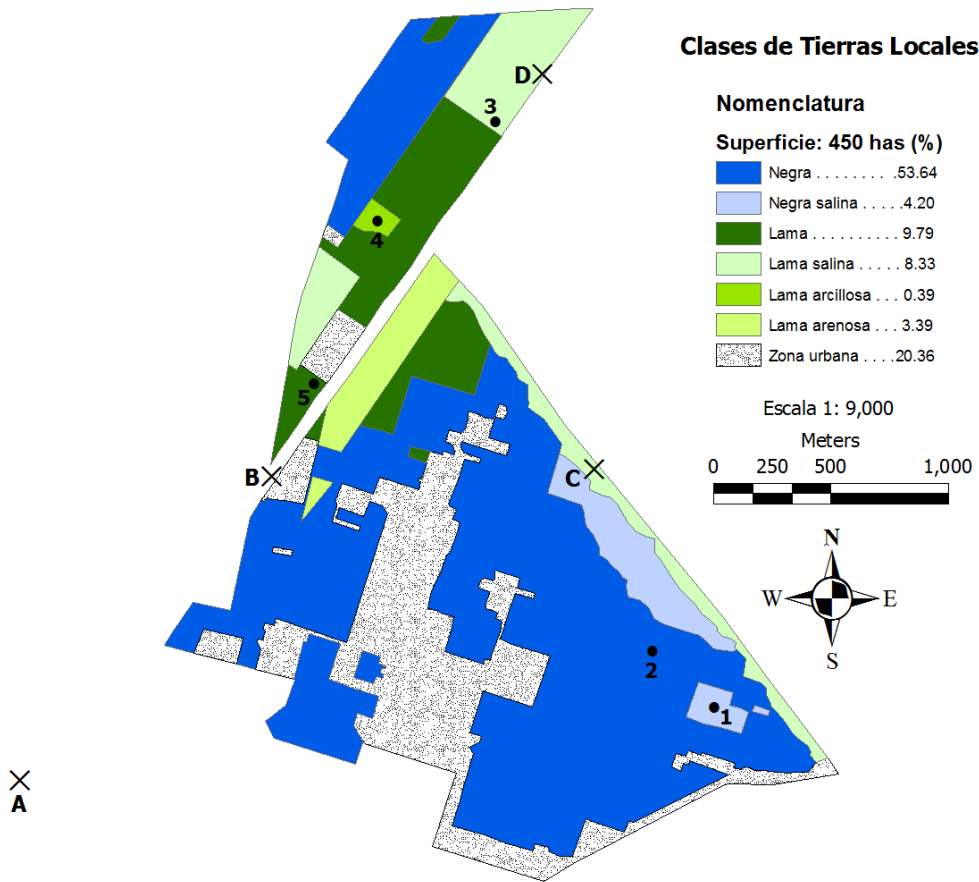 Clases de Tierras Locales
Nomenclatura
Superficie: 450 has (%)
Negra . . . . . . . . .53.64
Negra salina . . . . .4.20
Lama . . . . . . . . . . 9.79
Lama salina . . . . . 8.33
Lama arcillosa . . . 0.39
Lama arenosa . . . 3.39
Zona urbana . . . .20.36
Escala 1: 9,000
Meters
0 250 500 1,000
N
W E
S
D
3
4
5
B
C
2
1
A